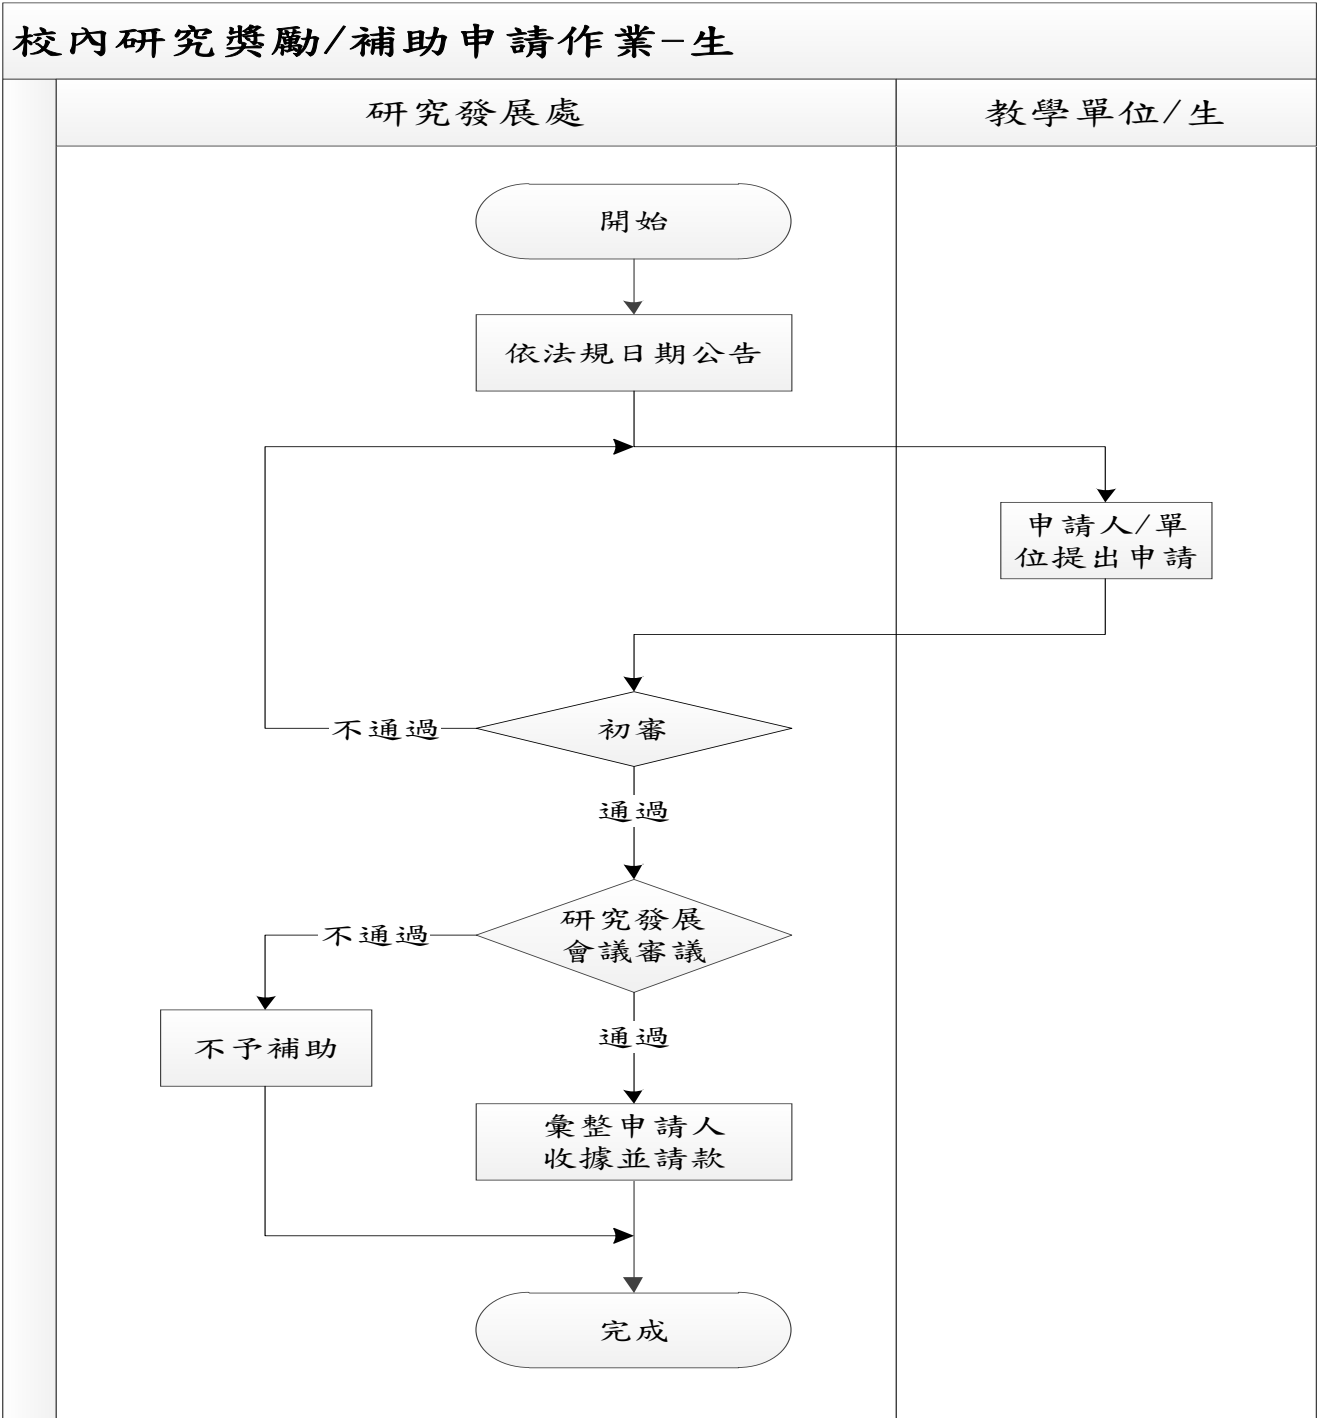 校內研究獎勵/補助申請作業-生
研究發展處
教學單位/生
開始
依法規日期公告
申請人/單
位提出申請
初審
不通過
通過
研究發展
會議審議
不通過
不予補助
通過
彙整申請人
收據並請款
完成